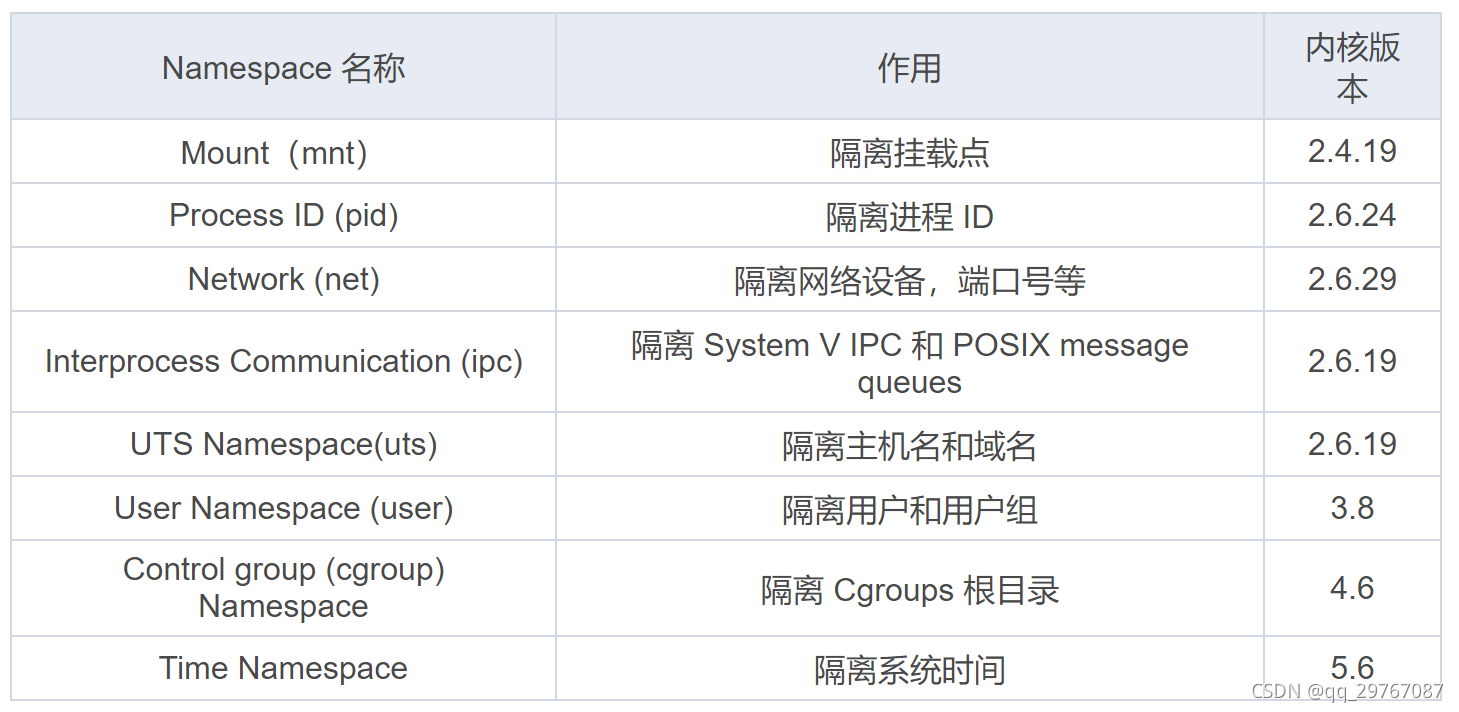 Namespace 名称
作用
内核版
本
Mount（mnt）
隔离挂载点
2.4.19
Process ID (pid)
隔离进程 ID
2.6.24
Network (net)
隔离网络设备，端口号等
2.6.29
Interprocess Communication (ipc)
隔离 System V IPC 和 POSIX message
queues
2.6.19
UTS Namespace(uts)
隔离主机名和域名
2.6.19
User Namespace (user)
隔离用户和用户组
3.8
Control group (cgroup)
Namespace
隔离 Cgroups 根目录
4.6
Time Namespace
隔离系统时间
5.6
CSDN @qq_29767087